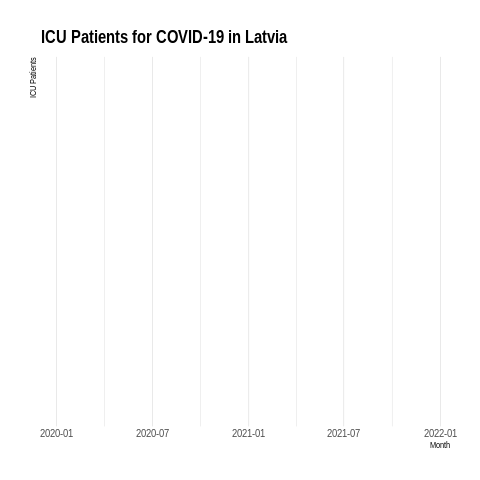 ICU Patients for COVID-19 in Latvia
ICU Patients
2020-01 2020-07 2021-01 2021-07 2022-01
Month